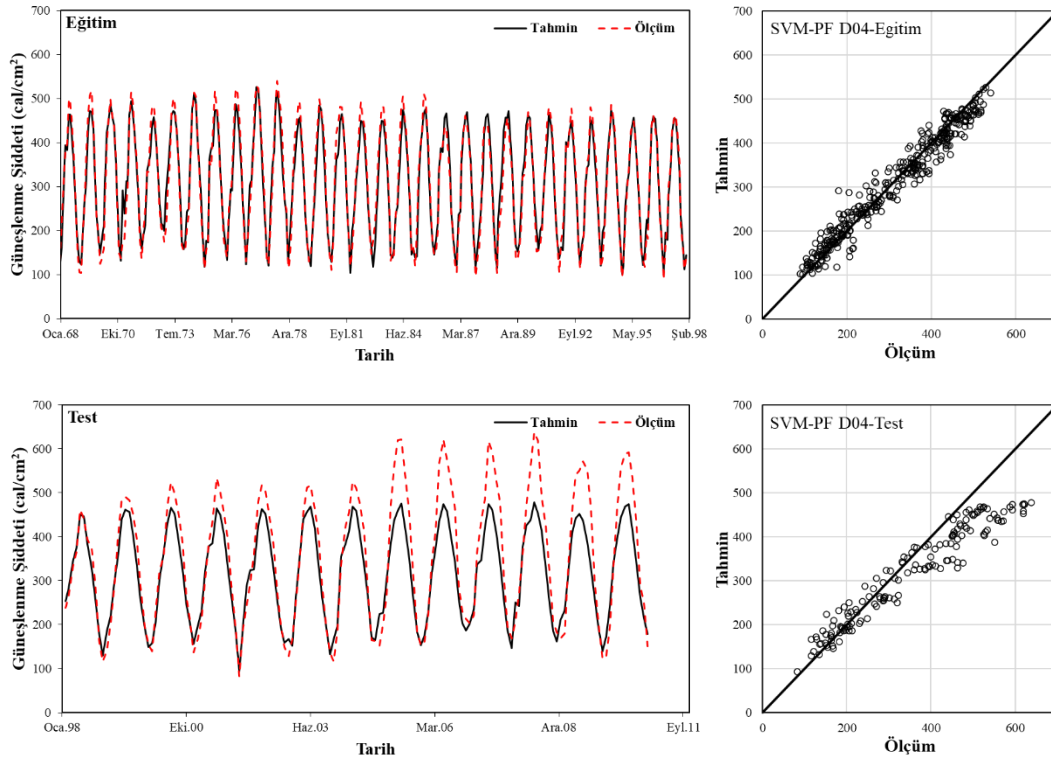 Eğitim
Tahmin
Ölçüm
Güneşlenme Şiddeti (cal/cm²)
700
600
500
400
300
200
100
0
Oca.68
Eki.70
Tem.73
Mar.76
Ara.78
Eyl.81
Haz.84
Mar.87
Ara.89
Eyl.92
May.95
Şub.98
Tarih
SVM-PF D04-Egitim
Tahmin
700
600
500
400
300
200
100
0
0
200
400
600
Ölçüm
Test
Tahmin
Ölçüm
Güneşlenme Şiddeti (cal/cm²)
700
600
500
400
300
200
100
0
Oca.98
Eki.00
Haz.03
Mar.06
Ara.08
Eyl.11
Tarih
SVM-PF D04-Test
Tahmin
700
600
500
400
300
200
100
0
0
200
400
600
Ölçüm